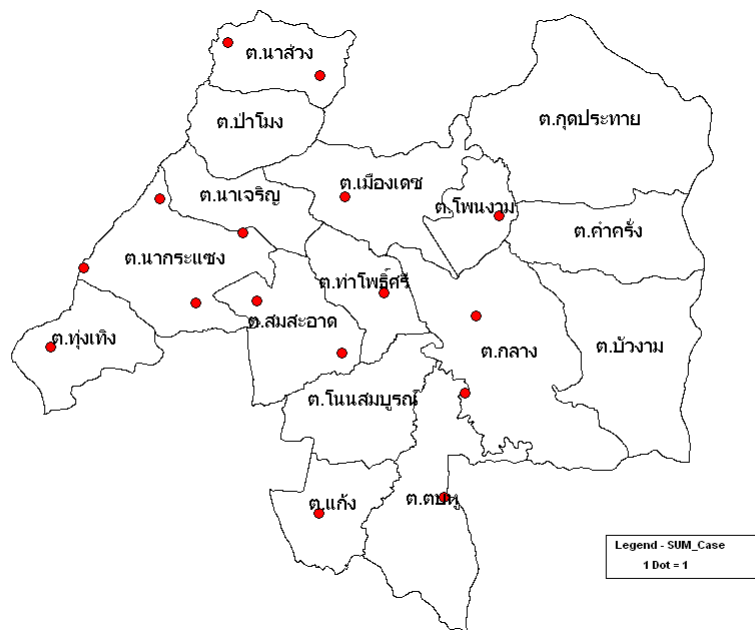 ต.นาส่วง
ต.ป่าโมง
ต.กุดประทาย
ต.นาเจริญ
ต.เมืองเดช
ต.โพนงาม
ต.คำครั่ง
ต.นากระแซง
ต.ท่าโพธิ์ศรี
ต.สมสะอาด
ต.ทุ่งเทิง
ต.กลาง
ต.บัวงาม
ต.โนนสมบูรณ์
ต.แก้ง
ต.ตบหู
Legend - SUM_Case
1 Dot = 1